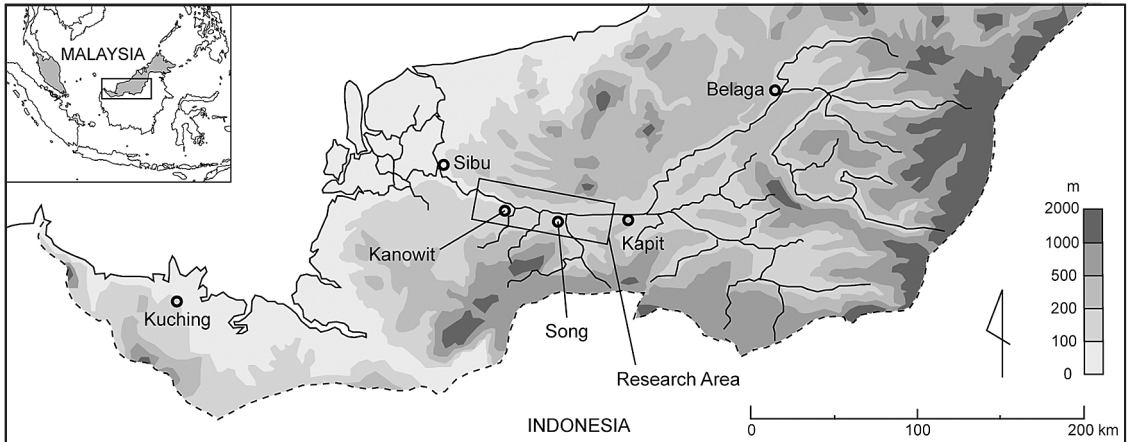 MALAYSIA
Belaga
Sibu
Kanowit
Kapit
Kuching
Song
Research Area
INDONESIA
m
2000
1000
500
200
100
0
0 100 200 km